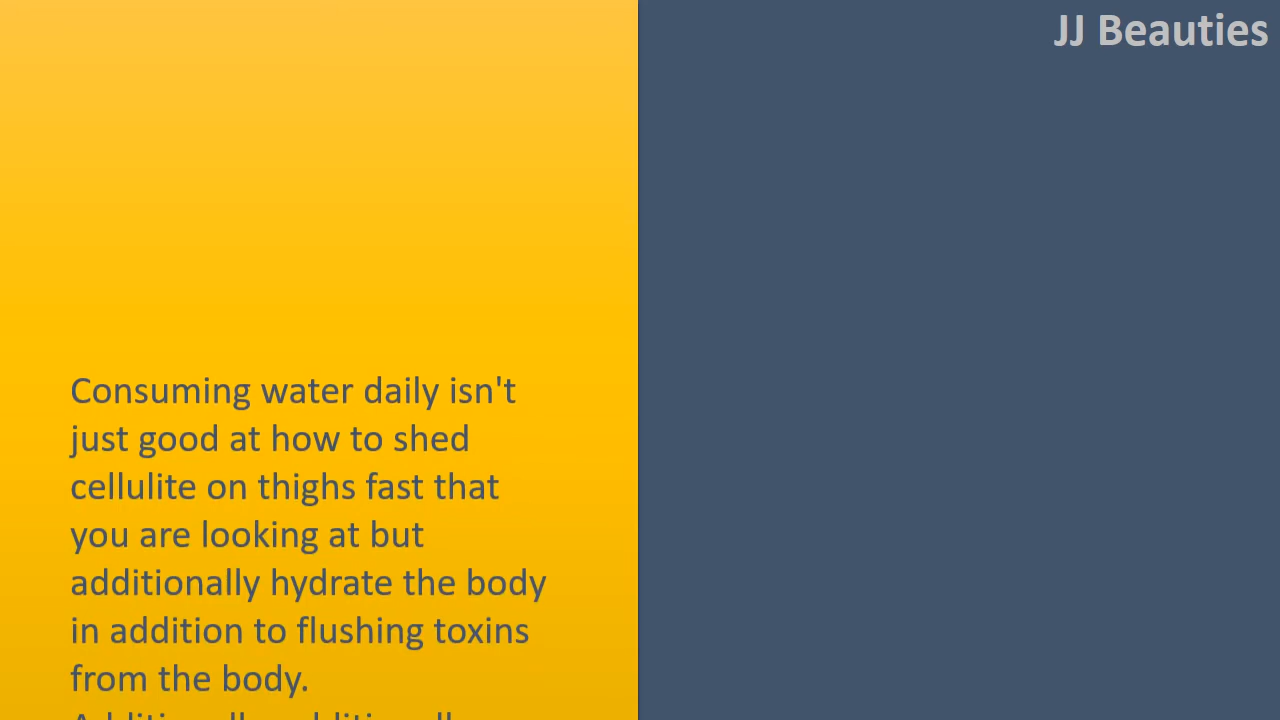 JJ Beauties
Consuming water daily isn't
just good at how to shed
cellulite on thighs fast that
you are looking at but
additionally hydrate the body
in addition to flushing toxins
from the body.